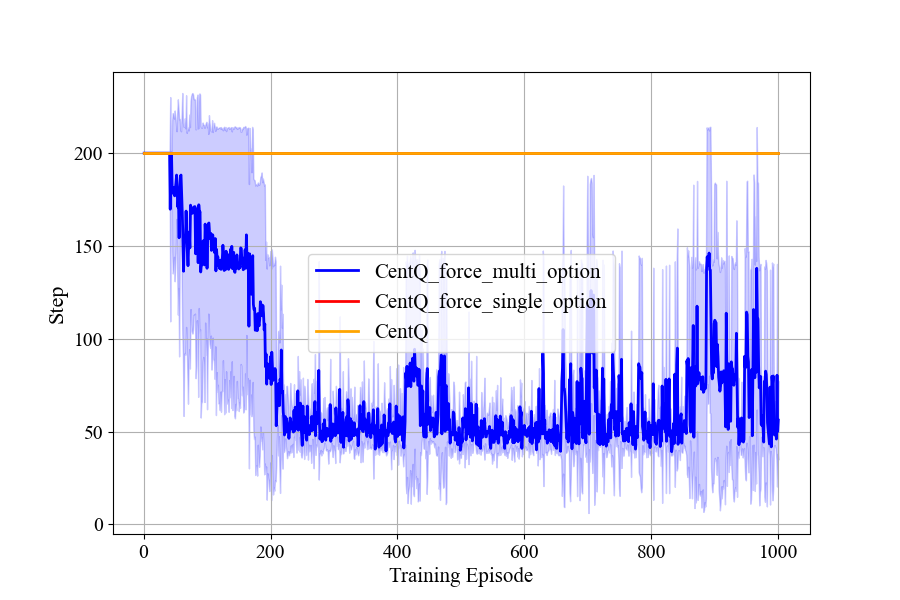 200
150
100
50
0
Step
CentQ_force_multi_option
CentQ_force_single_option
CentQ
0 200 400 600 800 1000
Training Episode